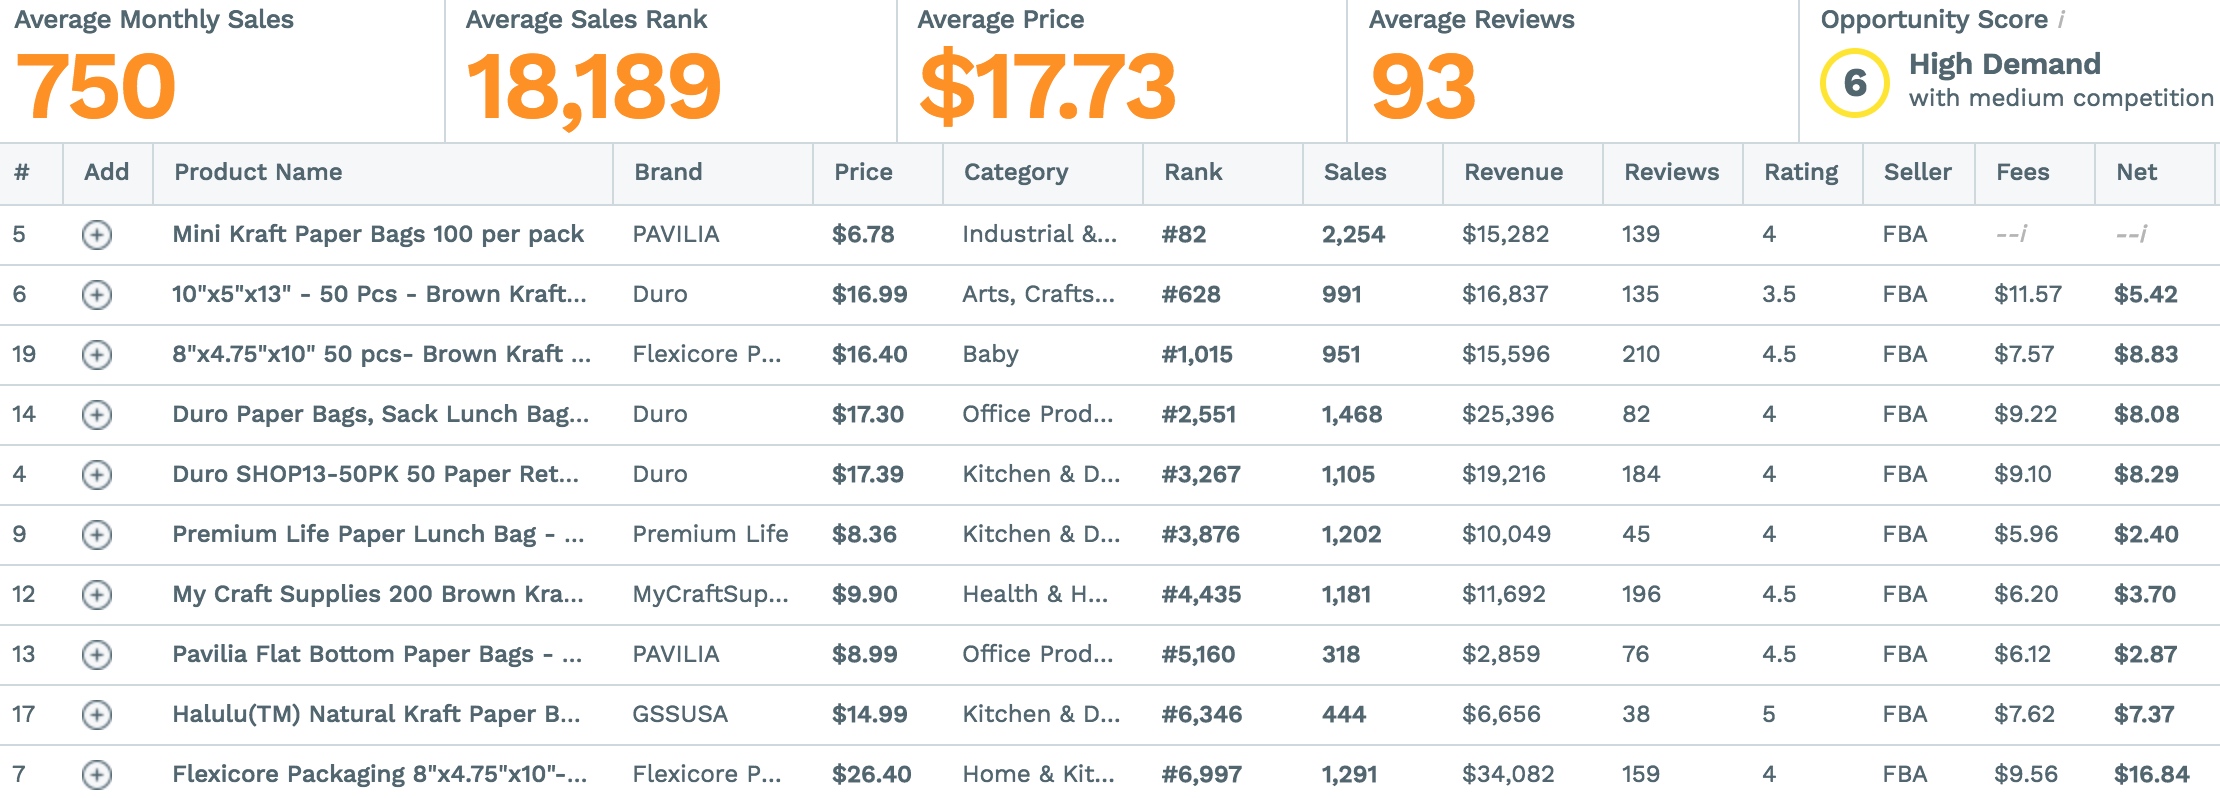 Average Monthly Sales Average Sales Rank Average Price Average Reviews Opportunity Score i
750 18,189 $17.73 93 6 High Demand
with medium competition
# Add Product Name Brand Price Category Rank Sales Revenue Reviews Rating Seller Fees Net
5 Mini Kraft Paper Bags 100 per pack PAVILIA $6.78 Industrial &... #82 2,254 $15,282 139 4 FBA --i --i
6 10"x5"x13" - 50 Pcs - Brown Kraft... Duro $16.99 Arts, Crafts... #628 991 $16,837 135 3.5 FBA $11.57 $5.42
19 8"x4.75"x10" 50 pcs- Brown Kraft ... Flexicore P... $16.40 Baby #1,015 951 $15,596 210 4.5 FBA $7.57 $8.83
14 Duro Paper Bags, Sack Lunch Bag... Duro $17.30 Office Prod... #2,551 1,468 $25,396 82 4 FBA $9.22 $8.08
4 Duro SHOP13-50PK 50 Paper Ret... Duro $17.39 Kitchen & D... #3,267 1,105 $19,216 184 4 FBA $9.10 $8.29
9 Premium Life Paper Lunch Bag - ... Premium Life $8.36 Kitchen & D... #3,876 1,202 $10,049 45 4 FBA $5.96 $2.40
12 My Craft Supplies 200 Brown Kra... MyCraftSup... $9.90 Health & H... #4,435 1,181 $11,692 196 4.5 FBA $6.20 $3.70
13 Pavilia Flat Bottom Paper Bags - ... PAVILIA $8.99 Office Prod... #5,160 318 $2,859 76 4.5 FBA $6.12 $2.87
17 Halulu(TM) Natural Kraft Paper B... GSSUSA $14.99 Kitchen & D... #6,346 444 $6,656 38 5 FBA $7.62 $7.37
7 Flexicore Packaging 8"x4.75"x10"-... Flexicore P... $26.40 Home & Kit... #6,997 1,291 $34,082 159 4 FBA $9.56 $16.84